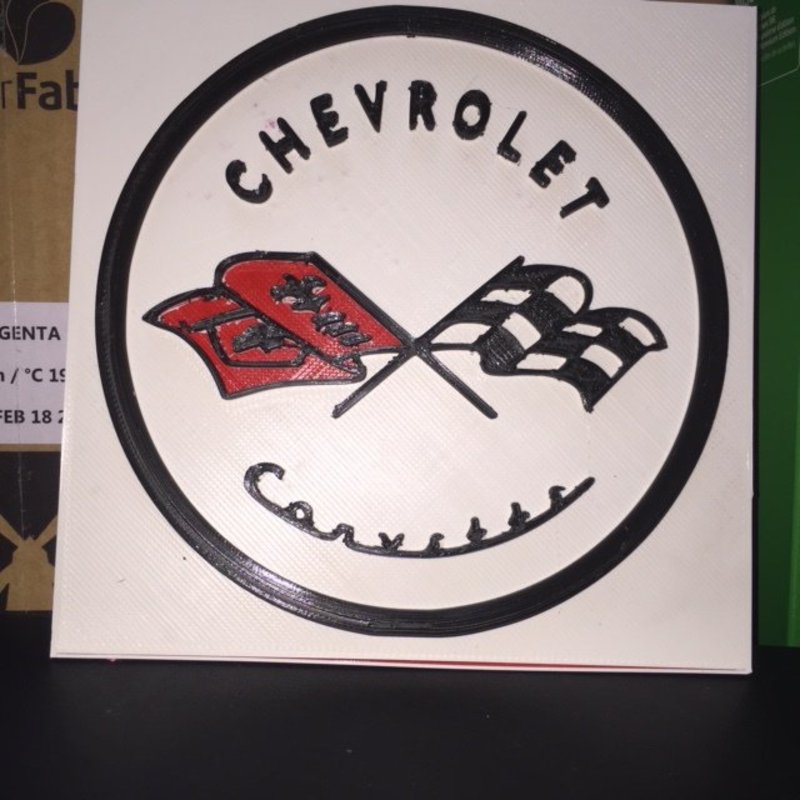 CHEVROLET
Corvette
rFab
GENTA
/ °C 19
FEB 18 2